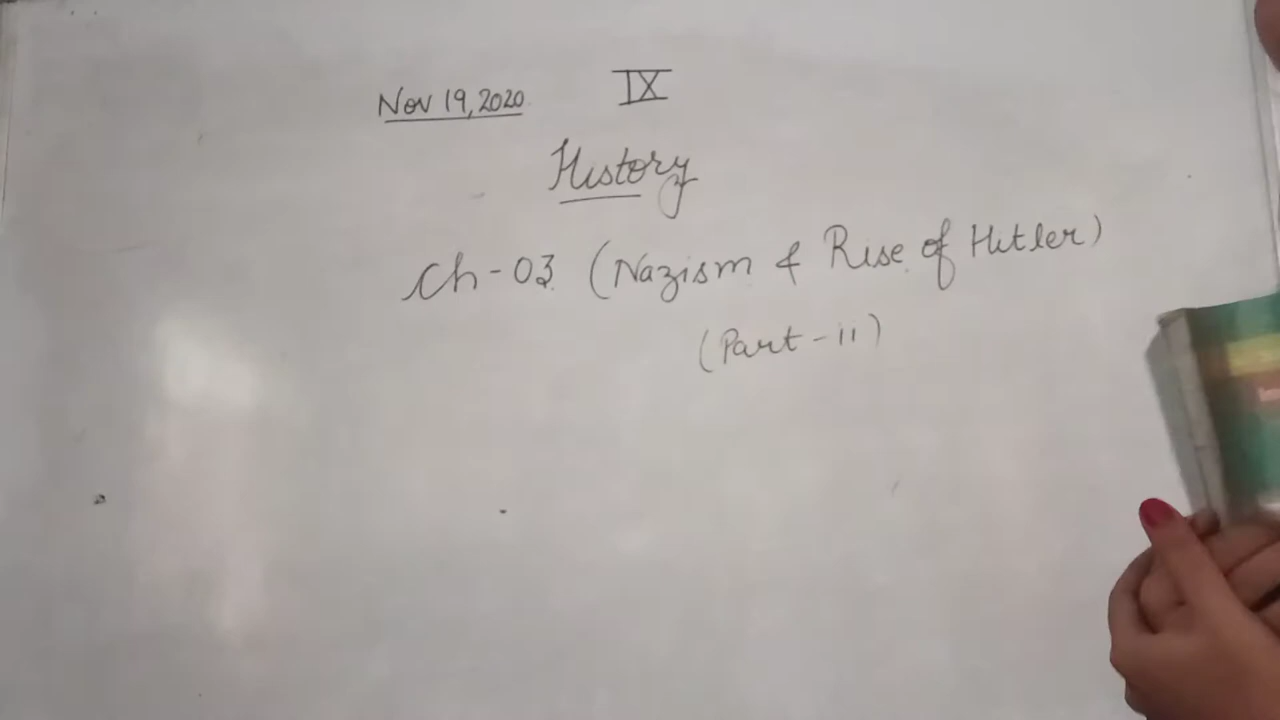 Nov 19, 2020 IX
History
Ch-03 (Nazism & Rise of Hitler)
(Part-II)